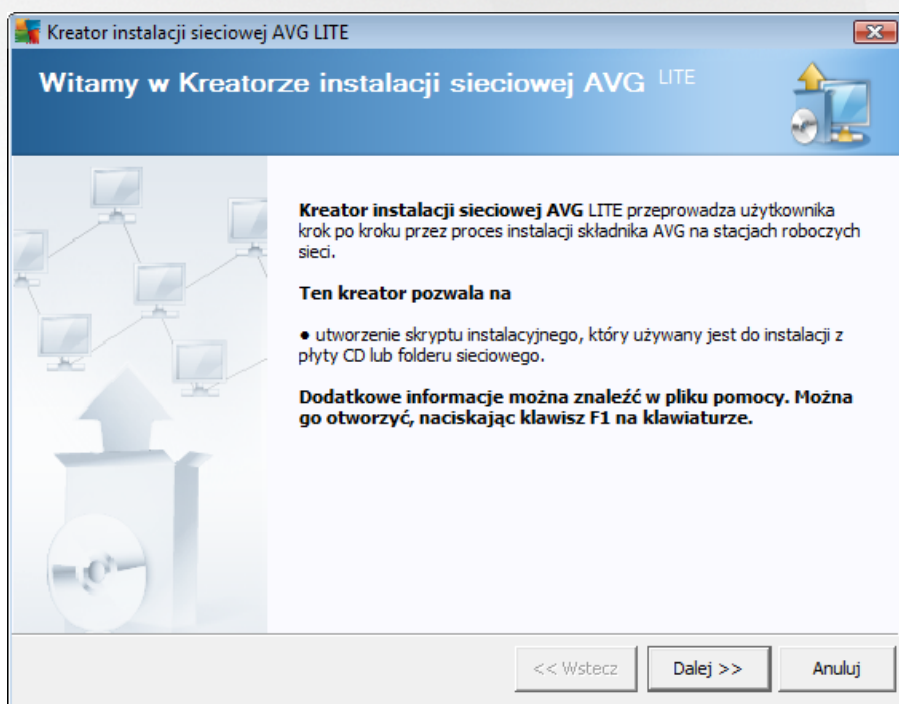 Kreator instalacji sieciowej AVG LITE
Witamy w Kreatorze instalacji sieciowej AVG LITE
Kreator instalacji sieciowej AVG LITE przeprowadza użytkownika
krok po kroku przez proces instalacji składnika AVG na stacjach roboczych
sieci.
Ten kreator pozwala na
● utworzenie skryptu instalacyjnego, który używany jest do instalacji z
płyty CD lub folderu sieciowego.
Dodatkowe informacje można znaleźć w pliku pomocy. Można
go otworzyć, naciskając klawisz F1 na klawiaturze.
<< Wstecz
Dalej >>
Anuluj